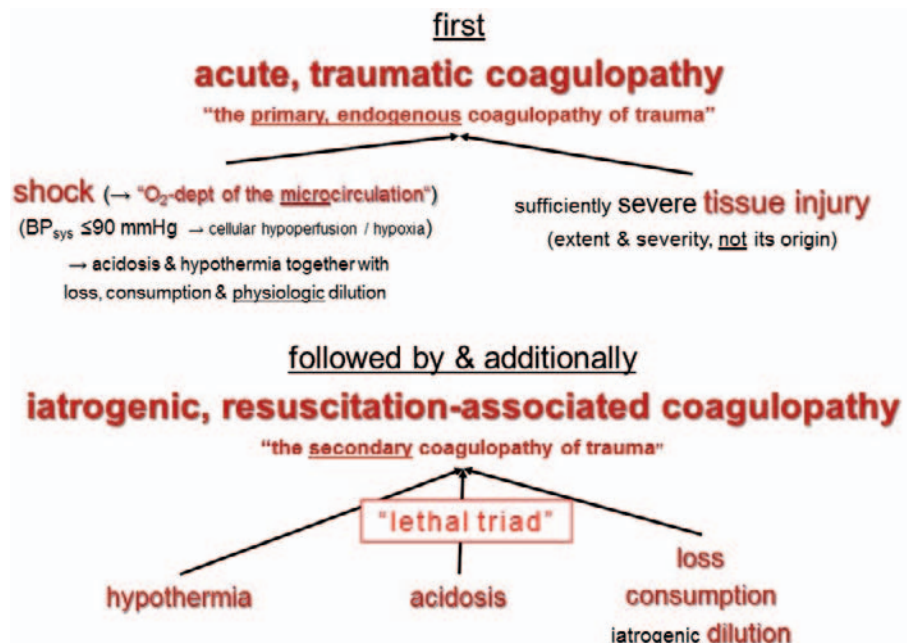 first
acute, traumatic coagulopathy
"the primary, endogenous coagulopathy of trauma"
shock (→ "O₂-dept of the microcirculation")
(BPsys ≤90 mmHg → cellular hypoperfusion / hypoxia)
→ acidosis & hypothermia together with
loss, consumption & physiologic dilution
sufficiently severe tissue injury
(extent & severity, not its origin)
followed by & additionally
iatrogenic, resuscitation-associated coagulopathy
"the secondary coagulopathy of trauma"
"lethal triad"
hypothermia
acidosis
loss
consumption
iatrogenic dilution